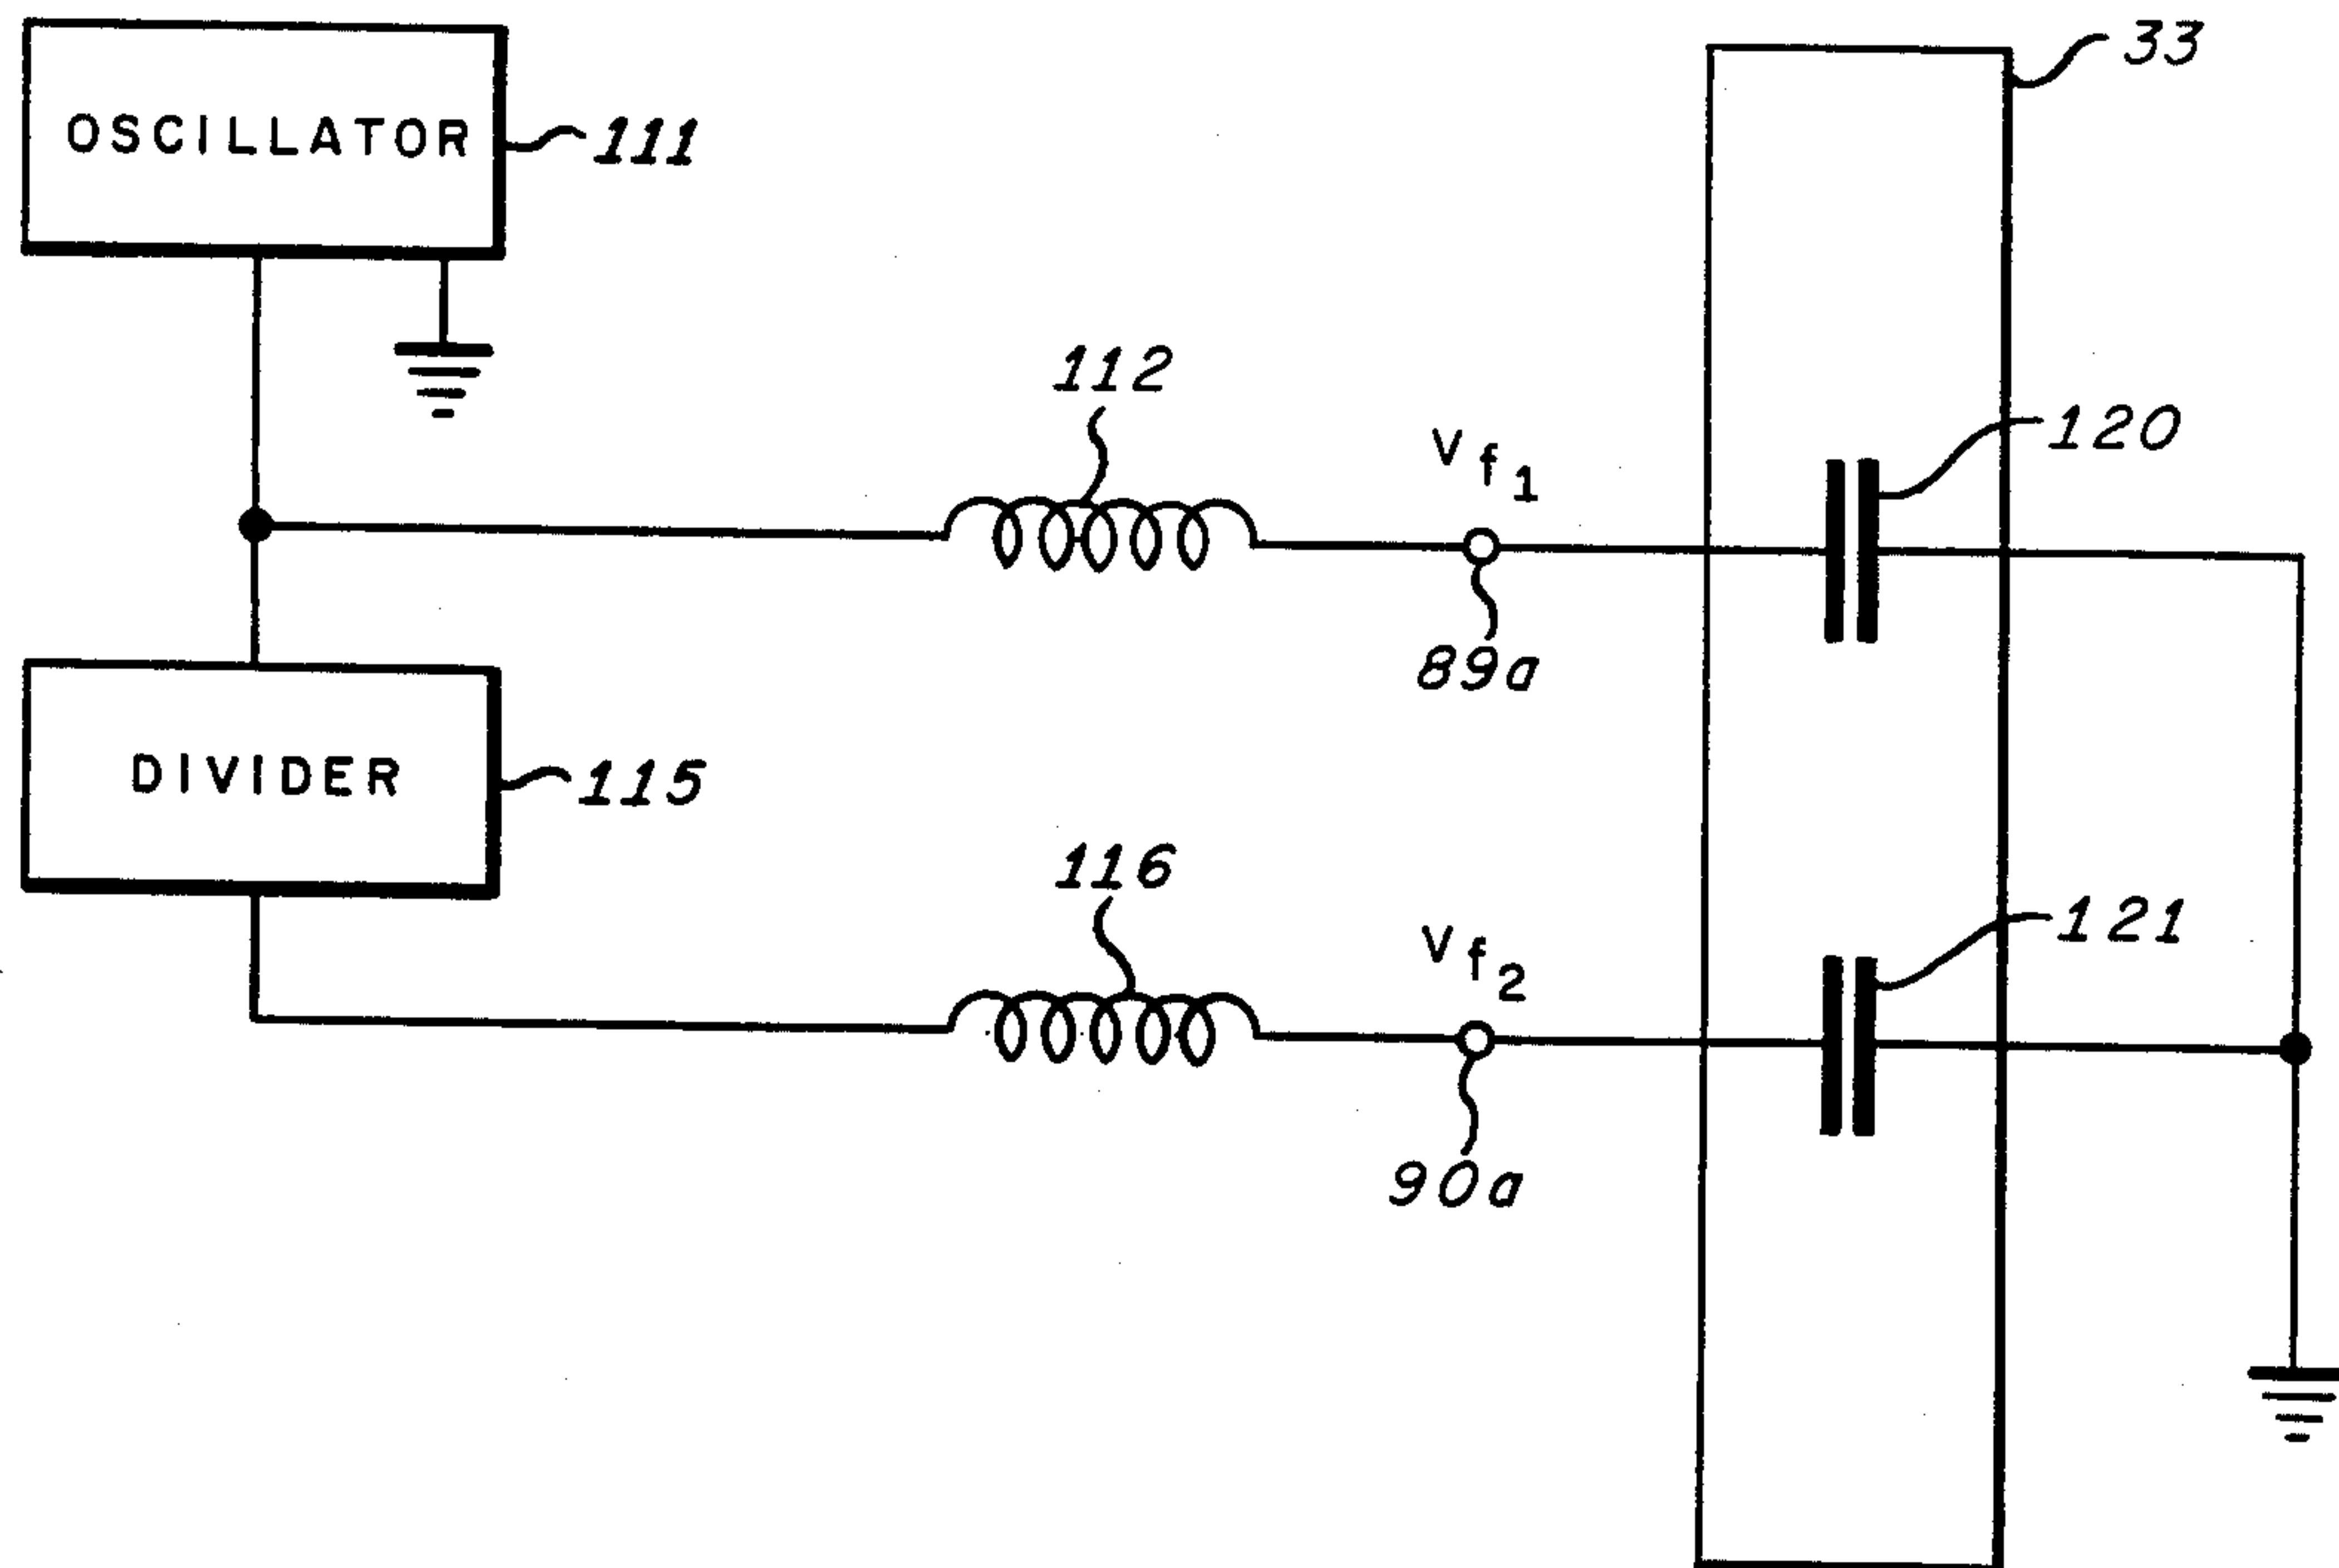 33
OSCILLATOR
111
112
Vf1
120
89a
DIVIDER
115
116
Vf2
121
90a